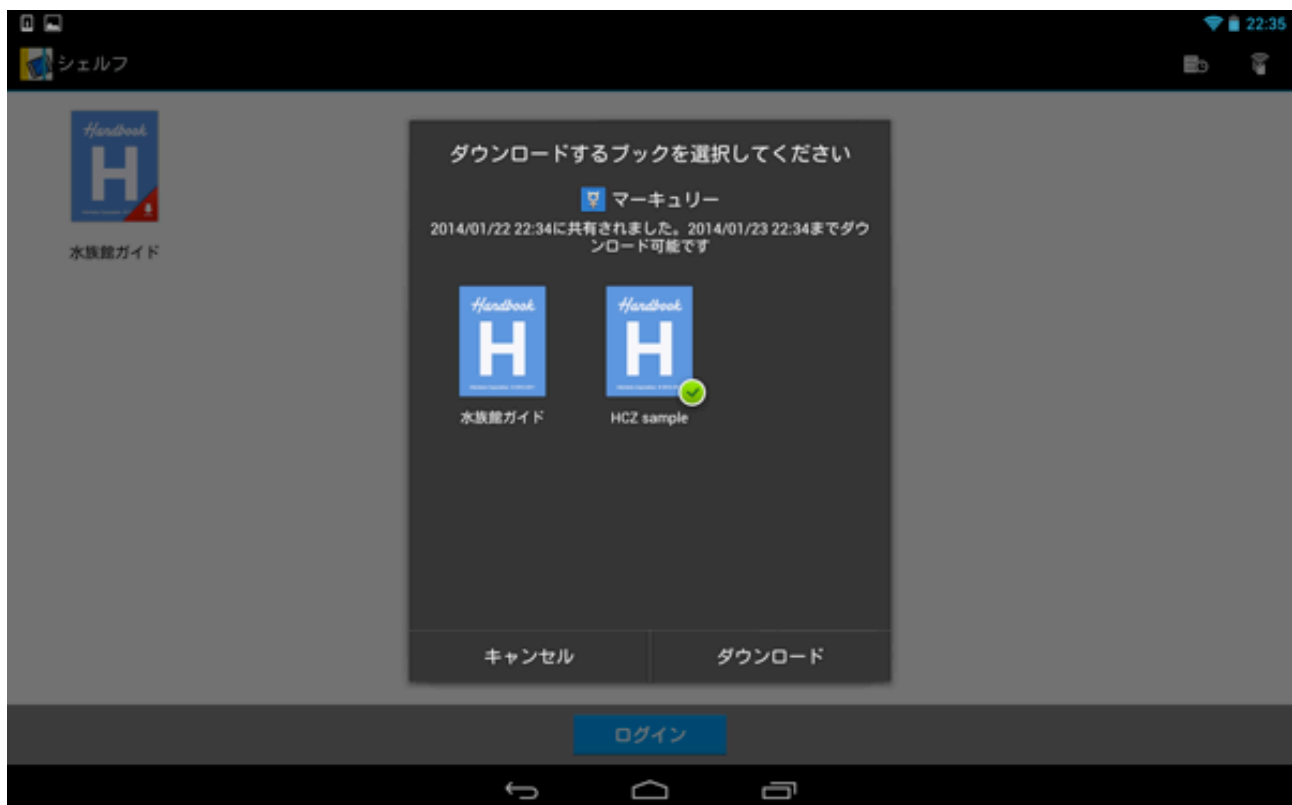 22:35
シェルフ
Handbook
H
水族館ガイド
ダウンロードするブックを選択してください
マーキュリー
2014/01/22 22:34に共有されました。2014/01/23 22:34までダウ
ンロード可能です
Handbook
H
水族館ガイド
Handbook
H
HCZ sample
キャンセル
ダウンロード
ログイン